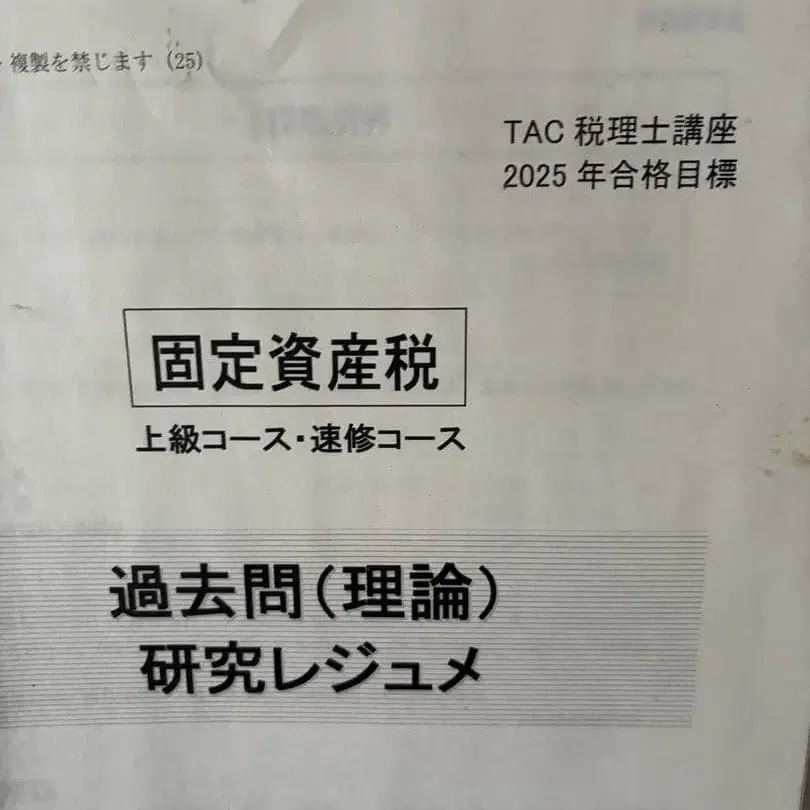 複製を禁じます (25)
TAC 税理士講座
2025 年合格目標
固定資産税
上級コース・速修コース
過去問(理論)
研究レジュメ